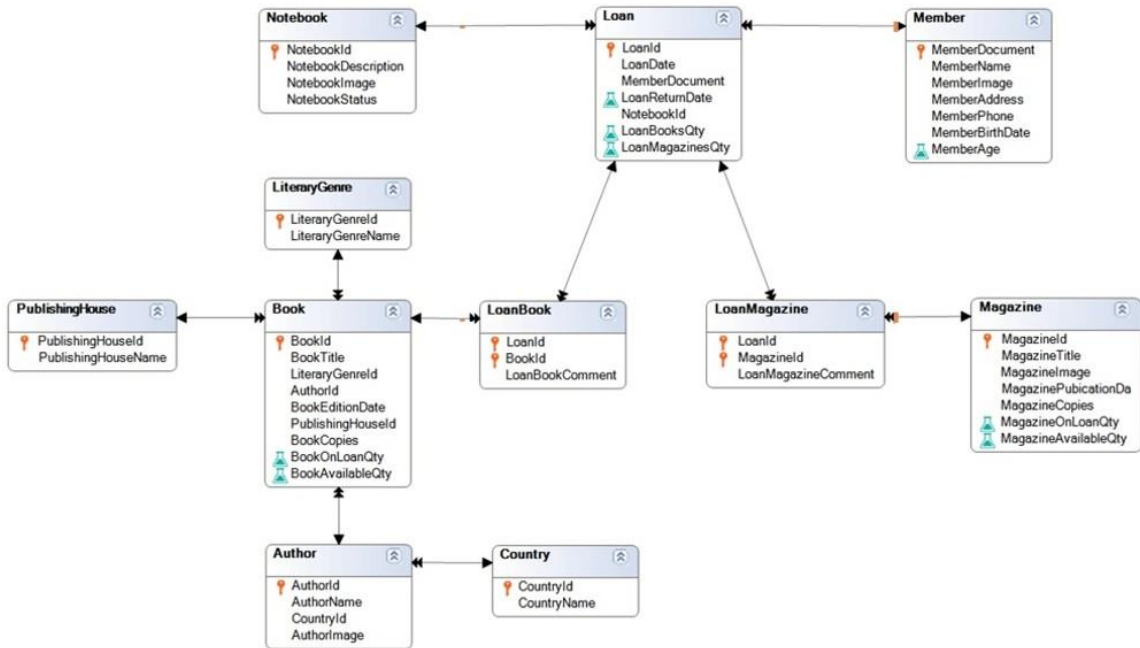 Notebook
NotebookId
NotebookDescription
NotebookImage
NotebookStatus
Loan
LoanId
LoanDate
MemberDocument
LoanReturnDate
NotebookId
LoanBooksQty
LoanMagazinesQty
Member
MemberDocument
MemberName
MemberImage
MemberAddress
MemberPhone
MemberBirthDate
MemberAge
LiteraryGenre
LiteraryGenreId
LiteraryGenreName
PublishingHouse
PublishingHouseId
PublishingHouseName
Book
BookId
BookTitle
LiteraryGenreId
AuthorId
BookEditionDate
PublishingHouseId
BookCopies
BookOnLoanQty
BookAvailableQty
LoanBook
LoanId
BookId
LoanBookComment
LoanMagazine
LoanId
MagazineId
LoanMagazineComment
Magazine
MagazineId
MagazineTitle
MagazineImage
MagazinePubicationDa
MagazineCopies
MagazineOnLoanQty
MagazineAvailableQty
Author
AuthorId
AuthorName
CountryId
AuthorImage
Country
CountryId
CountryName